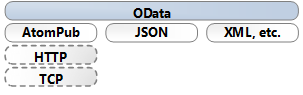 OData
AtomPub JSON XML, etc.
HTTP
TCP